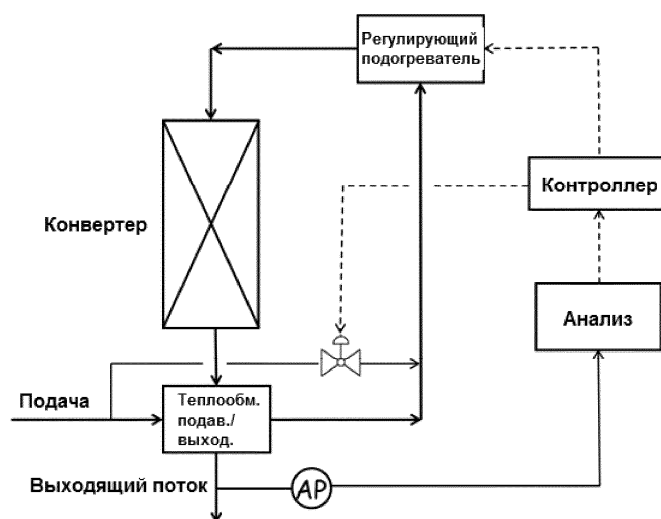 Регулирующий
подогреватель
Контроллер
Конвертер
Анализ
Подача
Теплообм.
подав./
выход.
Выходящий поток
AP